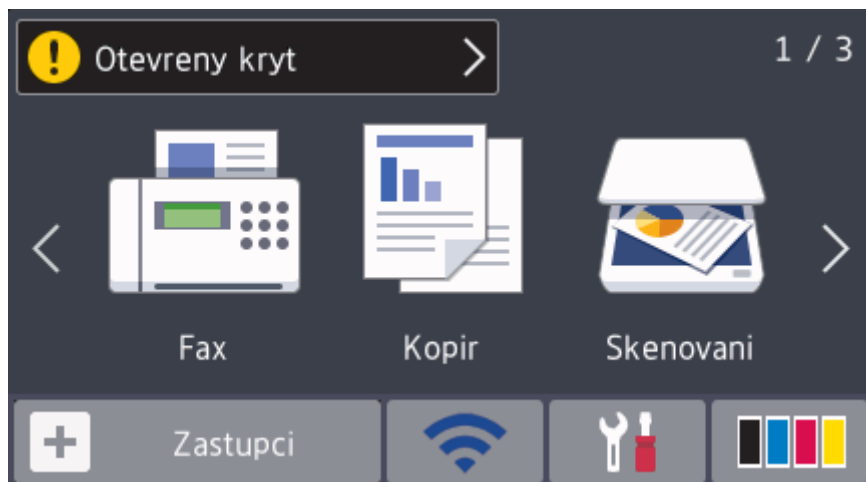 Otevreny kryt
1 / 3
Fax
Kopir
Skenovani
Zastupci